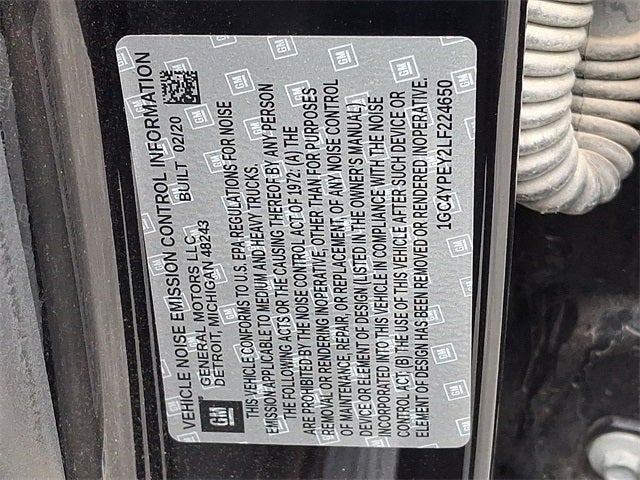 VEHICLE NOISE EMISSION CONTROL INFORMATION
GM
GENERAL MOTORS LLC
DETROIT, MICHIGAN 48243
BUILT 02/20
THIS VEHICLE CONFORMS TO U.S. EPA REGULATIONS FOR NOISE
EMISSION APPLICABLE TO MEDIUM AND HEAVY TRUCKS.
THE FOLLOWING ACTS OR THE CAUSING THEREOF BY ANY PERSON
ARE PROHIBITED BY THE NOISE CONTROL ACT OF 1972: (A) THE
REMOVAL OR RENDERING INOPERATIVE, OTHER THAN FOR PURPOSES
OF MAINTENANCE, REPAIR, OR REPLACEMENT, OF ANY NOISE CONTROL
DEVICE OR ELEMENT OF DESIGN (LISTED IN THE OWNER'S MANUAL)
INCORPORATED INTO THIS VEHICLE IN COMPLIANCE WITH THE NOISE
CONTROL ACT; (B) THE USE OF THIS VEHICLE AFTER SUCH DEVICE OR
ELEMENT OF DESIGN HAS BEEN REMOVED OR RENDERED INOPERATIVE.
1GC4YPEY2LF224650